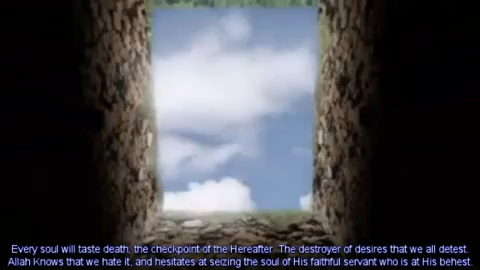 Every soul will taste death, the checkpoint of the Hereafter. The destroyer of desires that we all detest.
Allah Knows that we hate it, and hesitates at seizing the soul of His faithful servant who is at His behest.